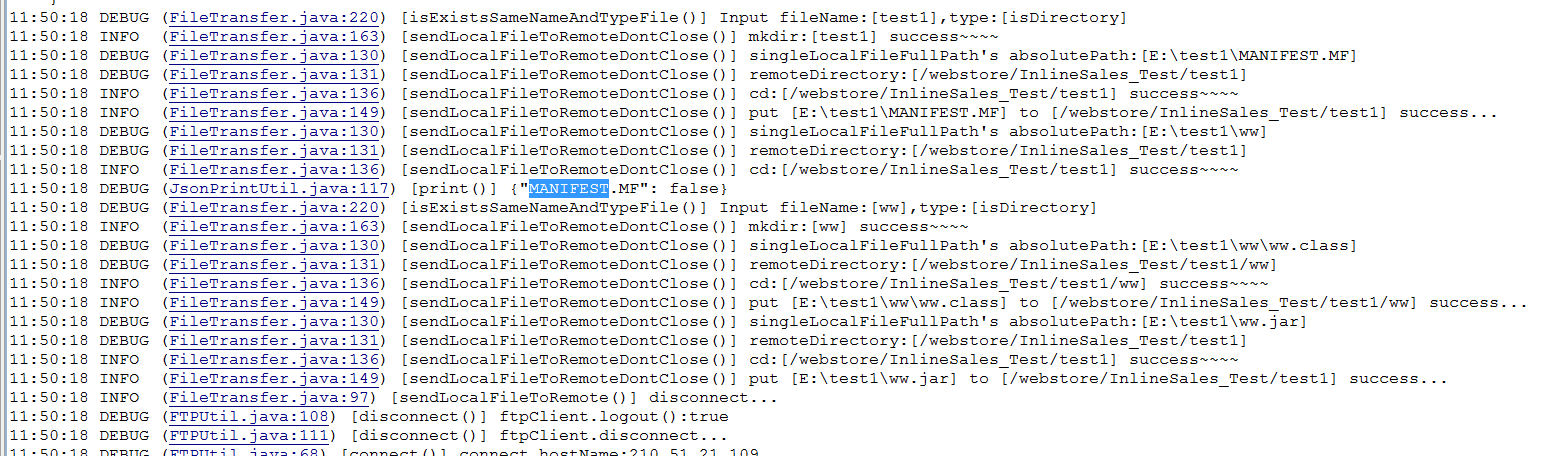 11:50:18 DEBUG (FileTransfer.java:220) [isExistsSameNameAndTypeFile()] Input fileName:[test1],type:[isDirectory]
11:50:18 INFO  (FileTransfer.java:163) [sendLocalFileToRemoteDontClose()] mkdir:[test1] success~~~~
11:50:18 DEBUG (FileTransfer.java:130) [sendLocalFileToRemoteDontClose()] singleLocalFileFullPath's absolutePath:[E:\test1\MANIFEST.MF]
11:50:18 DEBUG (FileTransfer.java:131) [sendLocalFileToRemoteDontClose()] remoteDirectory:[/webstore/InlineSales_Test/test1]
11:50:18 INFO  (FileTransfer.java:136) [sendLocalFileToRemoteDontClose()] cd:[/webstore/InlineSales_Test/test1] success~~~~
11:50:18 INFO  (FileTransfer.java:149) [sendLocalFileToRemoteDontClose()] put [E:\test1\MANIFEST.MF] to [/webstore/InlineSales_Test/test1] success...
11:50:18 DEBUG (FileTransfer.java:130) [sendLocalFileToRemoteDontClose()] singleLocalFileFullPath's absolutePath:[E:\test1\ww]
11:50:18 DEBUG (FileTransfer.java:131) [sendLocalFileToRemoteDontClose()] remoteDirectory:[/webstore/InlineSales_Test/test1]
11:50:18 INFO  (FileTransfer.java:136) [sendLocalFileToRemoteDontClose()] cd:[/webstore/InlineSales_Test/test1] success~~~~
11:50:18 DEBUG (JsonPrintUtil.java:117) [print()] {"MANIFEST.MF": false}
11:50:18 DEBUG (FileTransfer.java:220) [isExistsSameNameAndTypeFile()] Input fileName:[ww],type:[isDirectory]
11:50:18 INFO  (FileTransfer.java:163) [sendLocalFileToRemoteDontClose()] mkdir:[ww] success~~~~
11:50:18 DEBUG (FileTransfer.java:130) [sendLocalFileToRemoteDontClose()] singleLocalFileFullPath's absolutePath:[E:\test1\ww\ww.class]
11:50:18 DEBUG (FileTransfer.java:131) [sendLocalFileToRemoteDontClose()] remoteDirectory:[/webstore/InlineSales_Test/test1/ww]
11:50:18 INFO  (FileTransfer.java:136) [sendLocalFileToRemoteDontClose()] cd:[/webstore/InlineSales_Test/test1/ww] success~~~~
11:50:18 INFO  (FileTransfer.java:149) [sendLocalFileToRemoteDontClose()] put [E:\test1\ww\ww.class] to [/webstore/InlineSales_Test/test1/ww] success...
11:50:18 DEBUG (FileTransfer.java:130) [sendLocalFileToRemoteDontClose()] singleLocalFileFullPath's absolutePath:[E:\test1\ww.jar]
11:50:18 DEBUG (FileTransfer.java:131) [sendLocalFileToRemoteDontClose()] remoteDirectory:[/webstore/InlineSales_Test/test1]
11:50:18 INFO  (FileTransfer.java:136) [sendLocalFileToRemoteDontClose()] cd:[/webstore/InlineSales_Test/test1] success~~~~
11:50:18 INFO  (FileTransfer.java:149) [sendLocalFileToRemoteDontClose()] put [E:\test1\ww.jar] to [/webstore/InlineSales_Test/test1] success...
11:50:18 INFO  (FileTransfer.java:97) [sendLocalFileToRemote()] disconnect...
11:50:18 DEBUG (FTPUtil.java:108) [disconnect()] ftpClient.logout():true
11:50:18 DEBUG (FTPUtil.java:111) [disconnect()] ftpClient.disconnect...
11:50:18 DEBUG (FTPUtil.java:68) [connect()] connect hostName:210.51.21.109